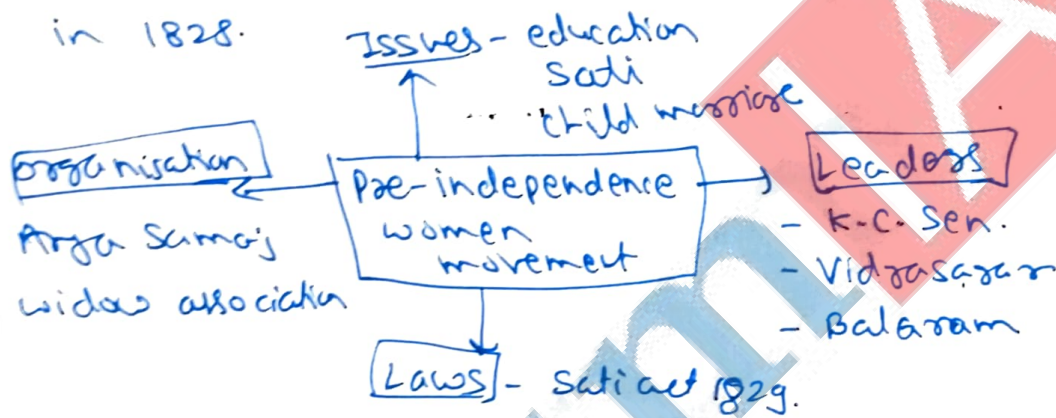 in 1828.
Issues - education
Sati
Child marriage
Organisation
Arya Samaj
widow association
Pre-independence
women
movement
Leaders
- K.C. Sen.
- Vidyasagar
- Balaram
Laws - Sati act 1829.